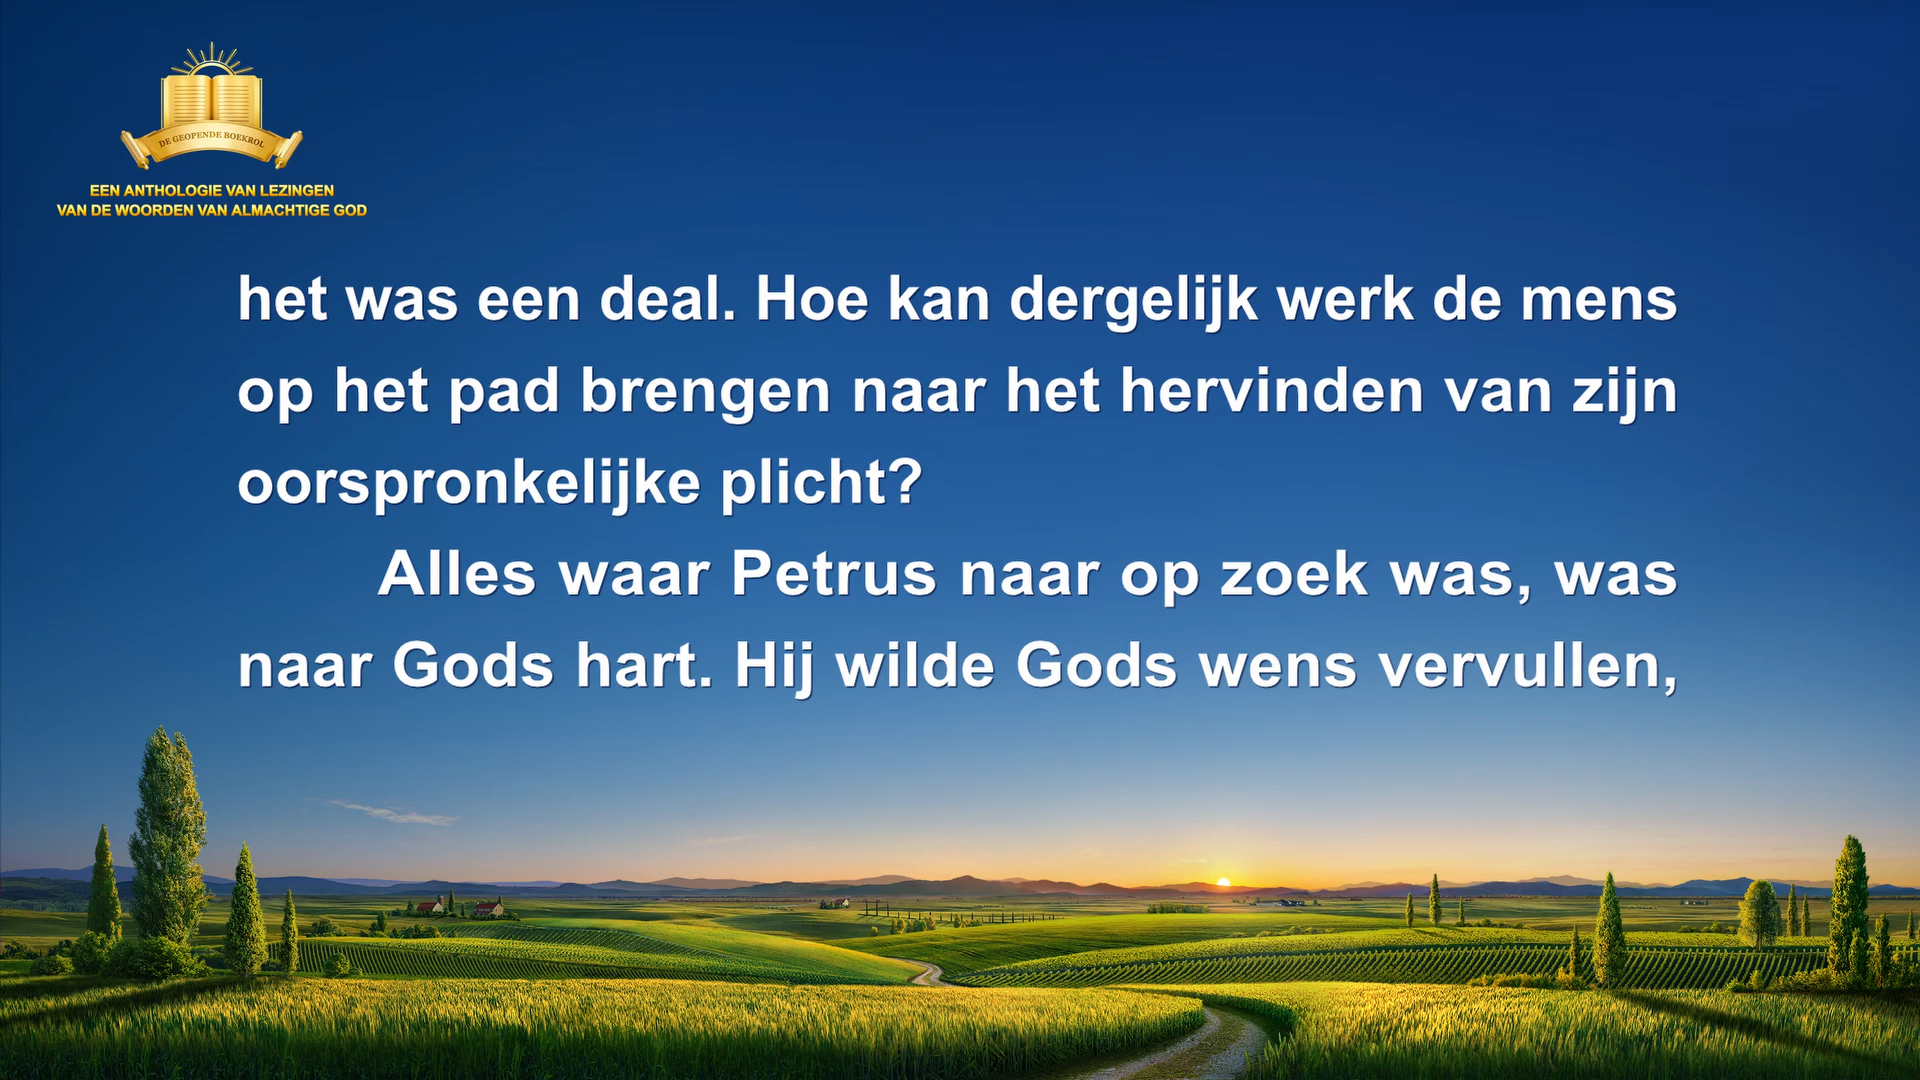 DE GEOPENDE BOEKROL
EEN ANTHOLOGIE VAN LEZINGEN
VAN DE WOORDEN VAN ALMACHTIGE GOD
het was een deal. Hoe kan dergelijk werk de mens
op het pad brengen naar het hervinden van zijn
oorspronkelijke plicht?
Alles waar Petrus naar op zoek was, was
naar Gods hart. Hij wilde Gods wens vervullen,